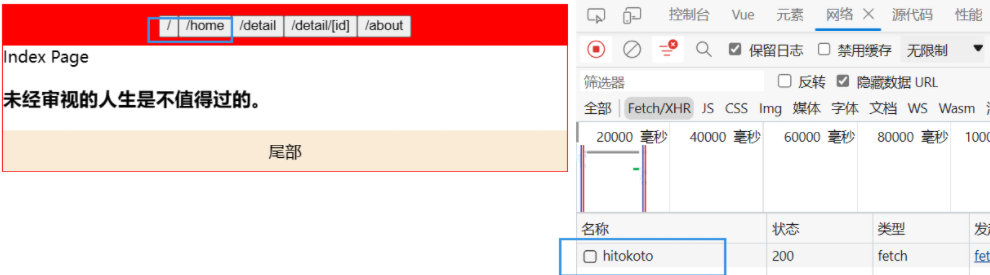 / /home /detail /detail/[id] /about
Index Page
未经审视的人生是不值得过的。
尾部
控制台 Vue 元素 网络 源代码 性能
保留日志 禁用缓存 无限制
筛选器 反转 隐藏数据 URL
全部 Fetch/XHR JS CSS Img 媒体 字体 文档 WS Wasm
20000 毫秒 40000 毫秒 60000 毫秒 80000 毫秒 1000
名称 状态 类型 发
hitokoto 200 fetch fet